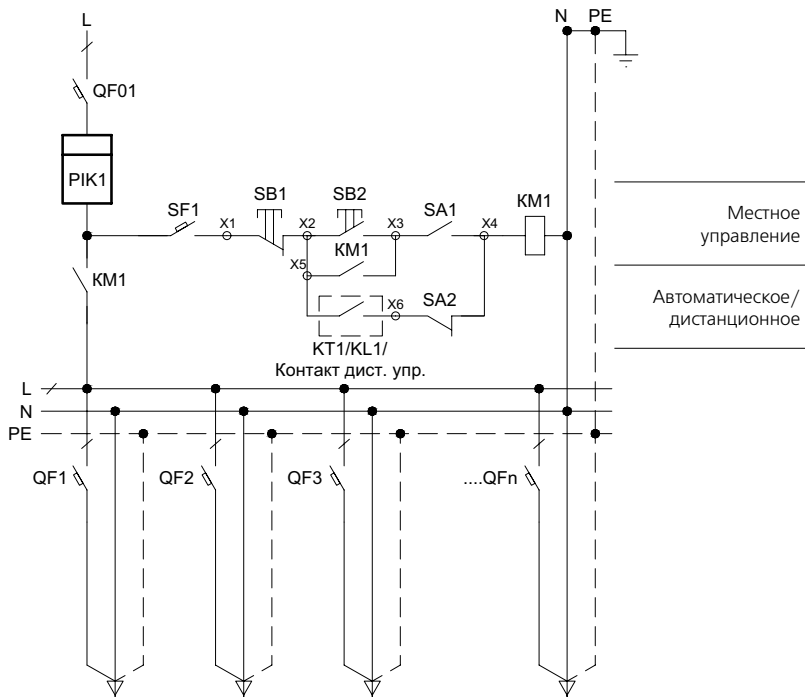 L
N PE
QF01
PIK1
SF1
X1
SB1
X2
SB2
X3
SA1
X4
KM1
Местное
управление
X5
KM1
KM1
X6
SA2
Автоматическое/
дистанционное
KT1/KL1/
Контакт дист. упр.
L
N
PE
QF1
QF2
QF3
....QFn